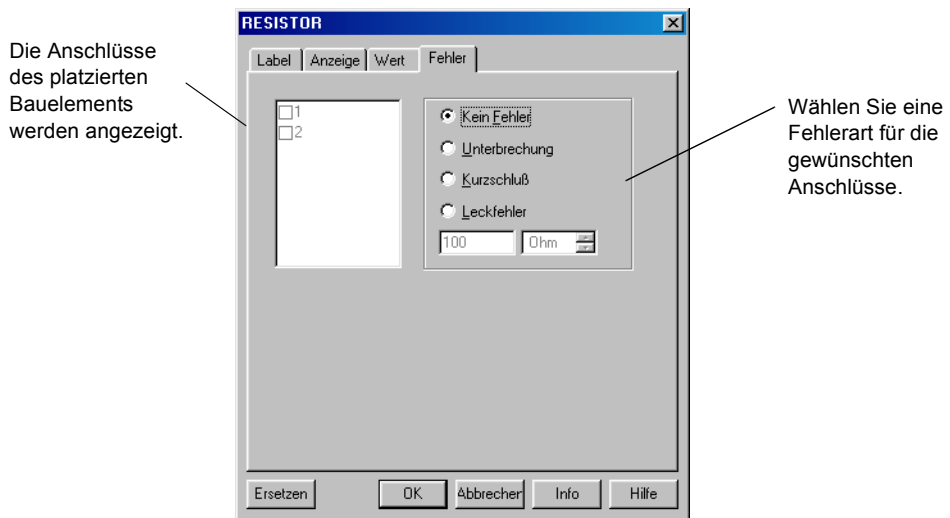 RESISTOR
Die Anschlüsse
des platzierten
Bauelements
werden angezeigt.
Label
Anzeige
Wert
Fehler
1
2
Kein Fehler
Unterbrechung
Kurzschluß
Leckfehler
100
Ohm
Wählen Sie eine
Fehlerart für die
gewünschten
Anschlüsse.
Ersetzen
OK
Abbrechen
Info
Hilfe